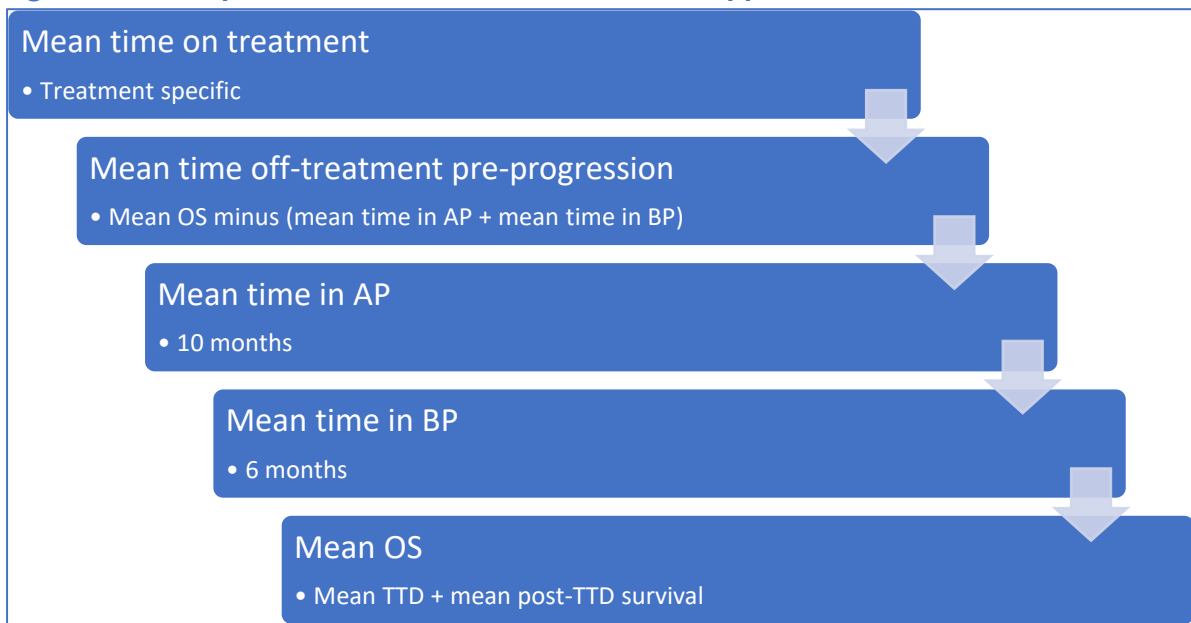 Mean time on treatment
• Treatment specific
Mean time off-treatment pre-progression
• Mean OS minus (mean time in AP + mean time in BP)
Mean time in AP
• 10 months
Mean time in BP
• 6 months
Mean OS
• Mean TTD + mean post-TTD survival